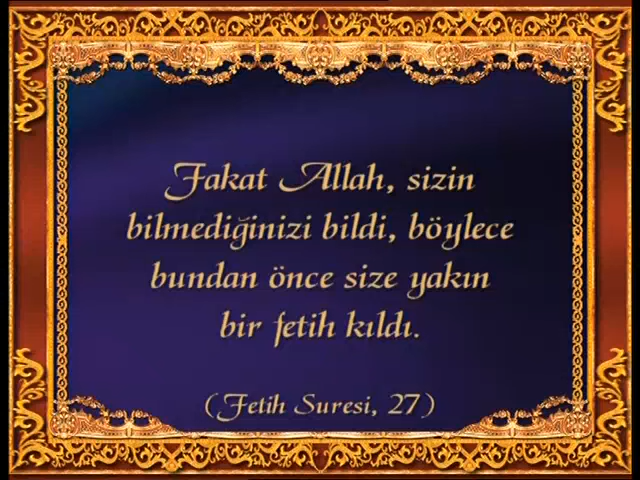 Fakat Allah, sizin
bilmediğinizi bildi, böylece
bundan önce size yakın
bir fetih kıldı.
(Fetih Suresi, 27)